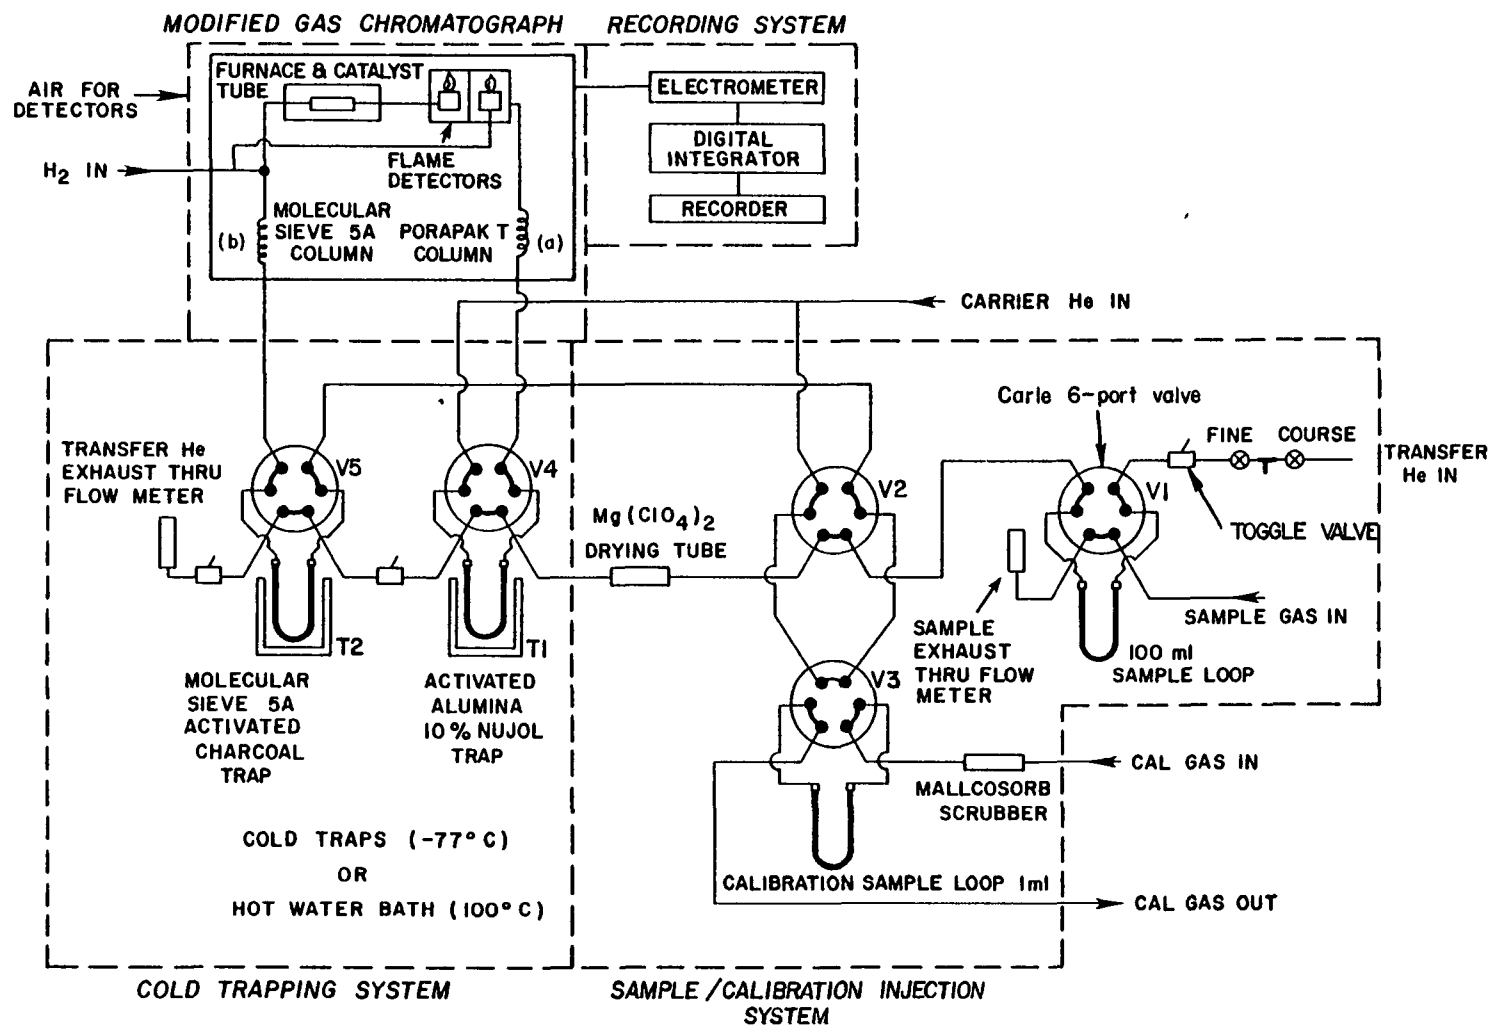 MODIFIED GAS CHROMATOGRAPH
RECORDING SYSTEM
FURNACE & CATALYST
TUBE
AIR FOR
DETECTORS
ELECTROMETER
DIGITAL
INTEGRATOR
RECORDER
H2 IN
FLAME
DETECTORS
MOLECULAR
SIEVE 5A
COLUMN
(b)
PORAPAK T
COLUMN
(a)
CARRIER He IN
Carle 6-port valve
FINE
COURSE
TRANSFER
He IN
TRANSFER He
EXHAUST THRU
FLOW METER
V5
V4
V2
V1
Mg(ClO4)2
DRYING TUBE
TOGGLE VALVE
SAMPLE GAS IN
SAMPLE
EXHAUST
THRU FLOW
METER
100 ml
SAMPLE LOOP
T2
T1
V3
MOLECULAR
SIEVE 5A
ACTIVATED
CHARCOAL
TRAP
ACTIVATED
ALUMINA
10% NUJOL
TRAP
CAL GAS IN
MALLCOSORB
SCRUBBER
COLD TRAPS (-77°C)
OR
HOT WATER BATH (100°C)
CALIBRATION SAMPLE LOOP 1ml
CAL GAS OUT
COLD TRAPPING SYSTEM
SAMPLE/CALIBRATION INJECTION
SYSTEM